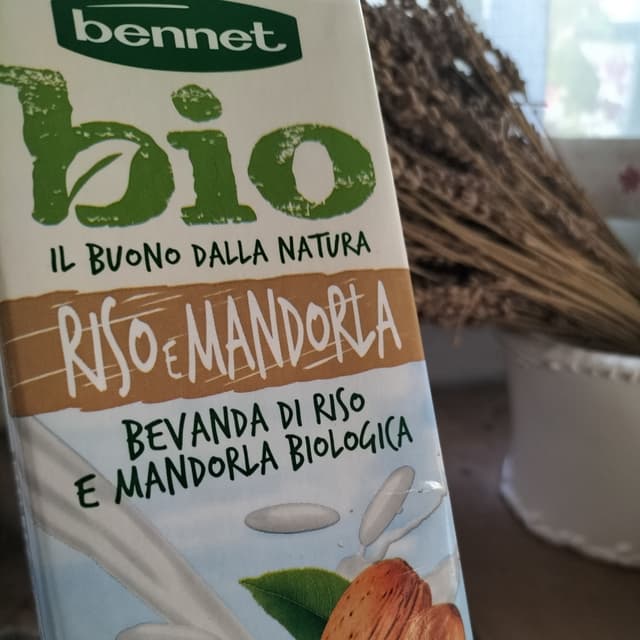 bennet
bio
IL BUONO DALLA NATURA
RISO E MANDORLA
BEVANDA DI RISO
E MANDORLA BIOLOGICA